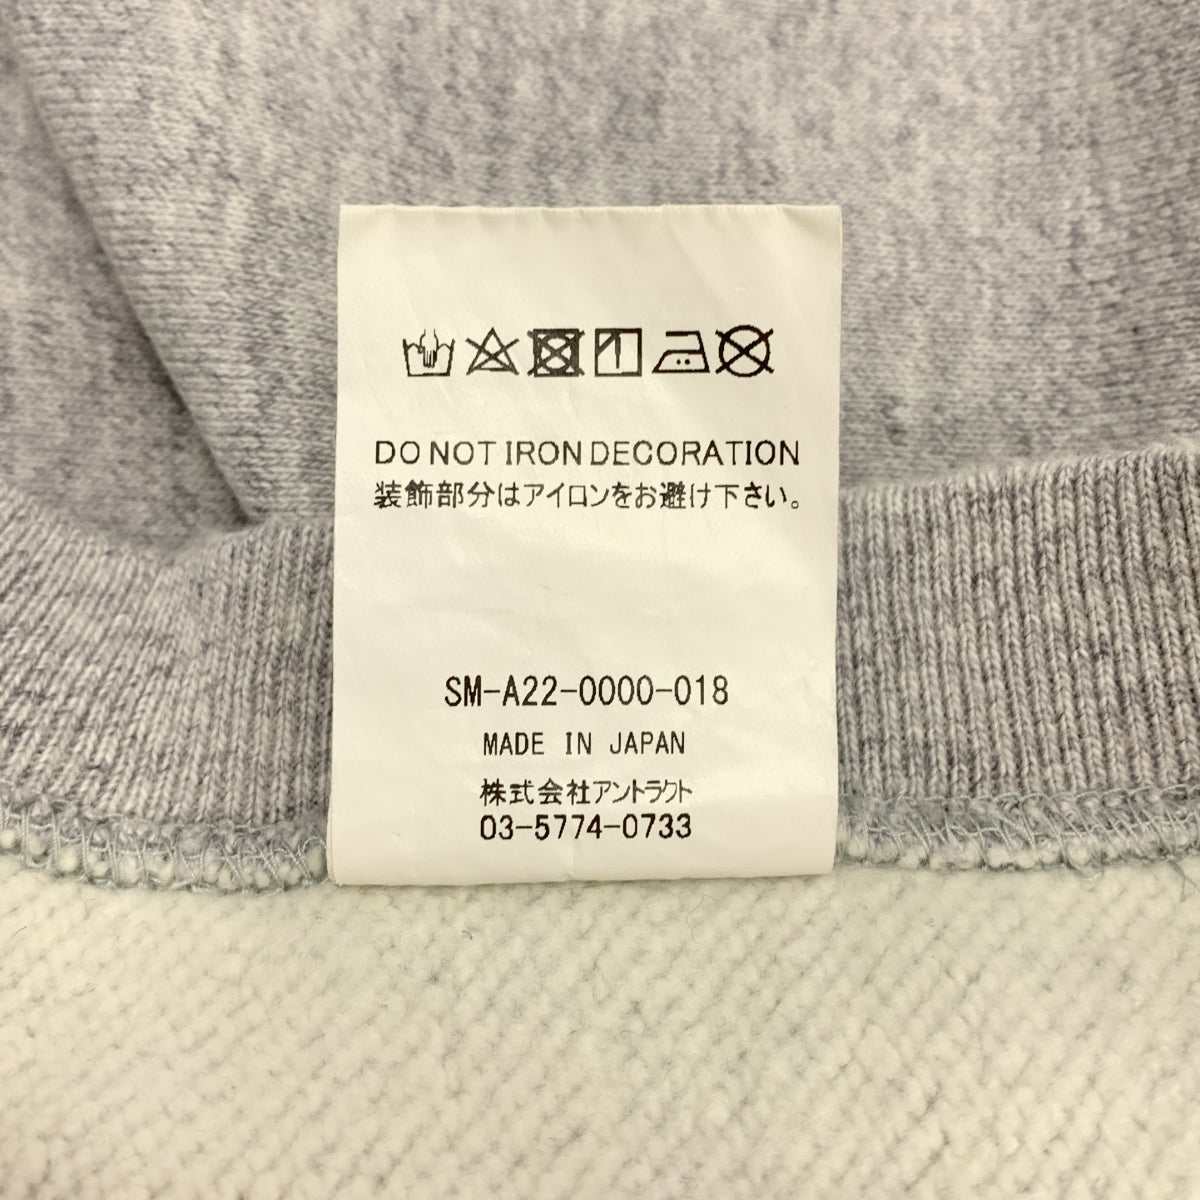 DO NOT IRON DECORATION
装飾部分はアイロンをお避け下さい。
SM-A22-0000-018
MADE IN JAPAN
株式会社アントラクト
03-5774-0733